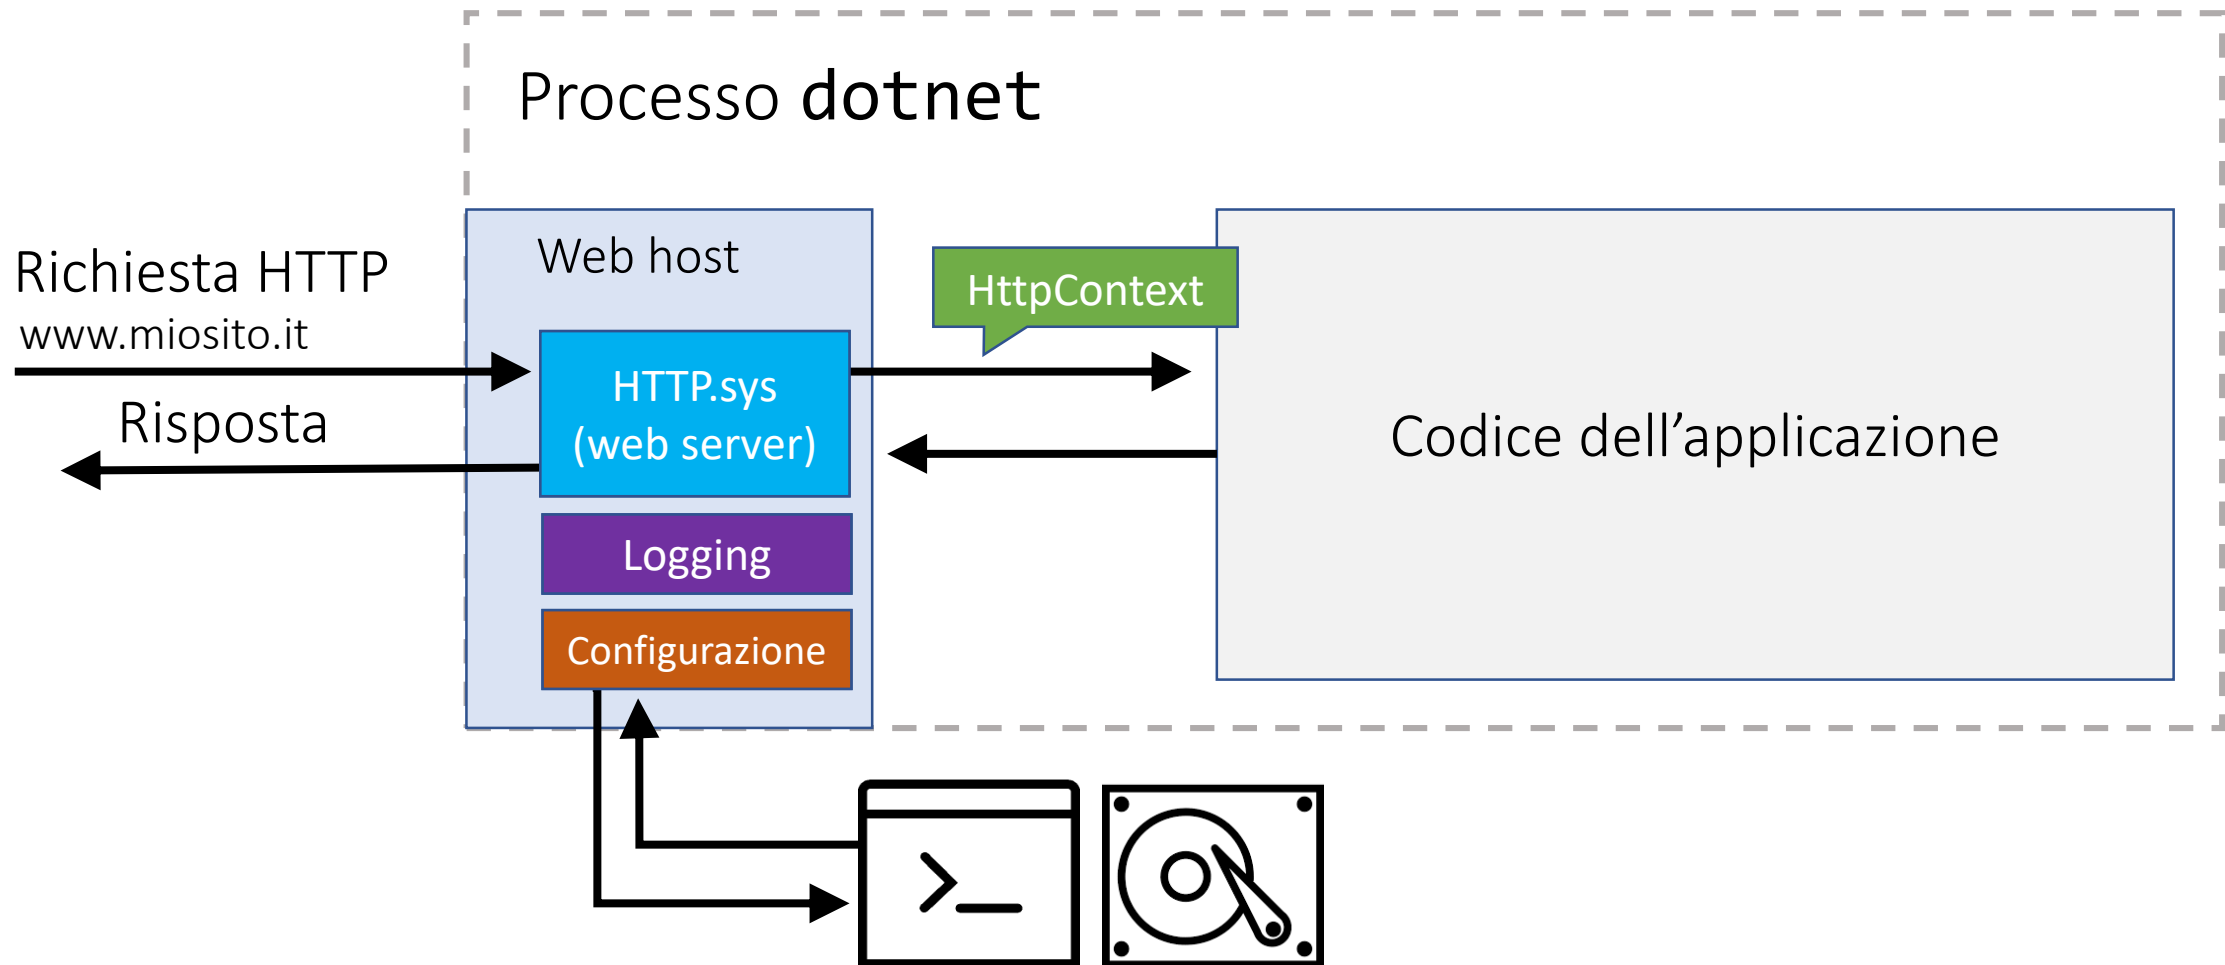 Processo dotnet
Richiesta HTTP
www.miosito.it
Risposta
Web host
HTTP.sys
(web server)
Logging
Configurazione
HttpContext
Codice dell’applicazione
>_